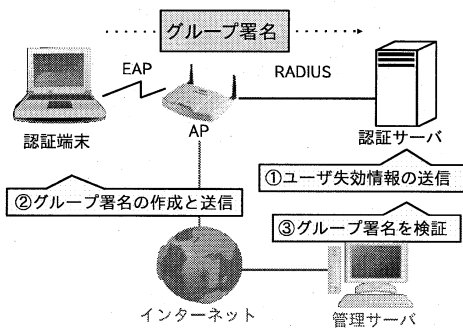 グループ署名
EAP
RADIUS
AP
認証端末
認証サーバ
①ユーザ失効情報の送信
②グループ署名の作成と送信
③グループ署名を検証
インターネット
管理サーバ